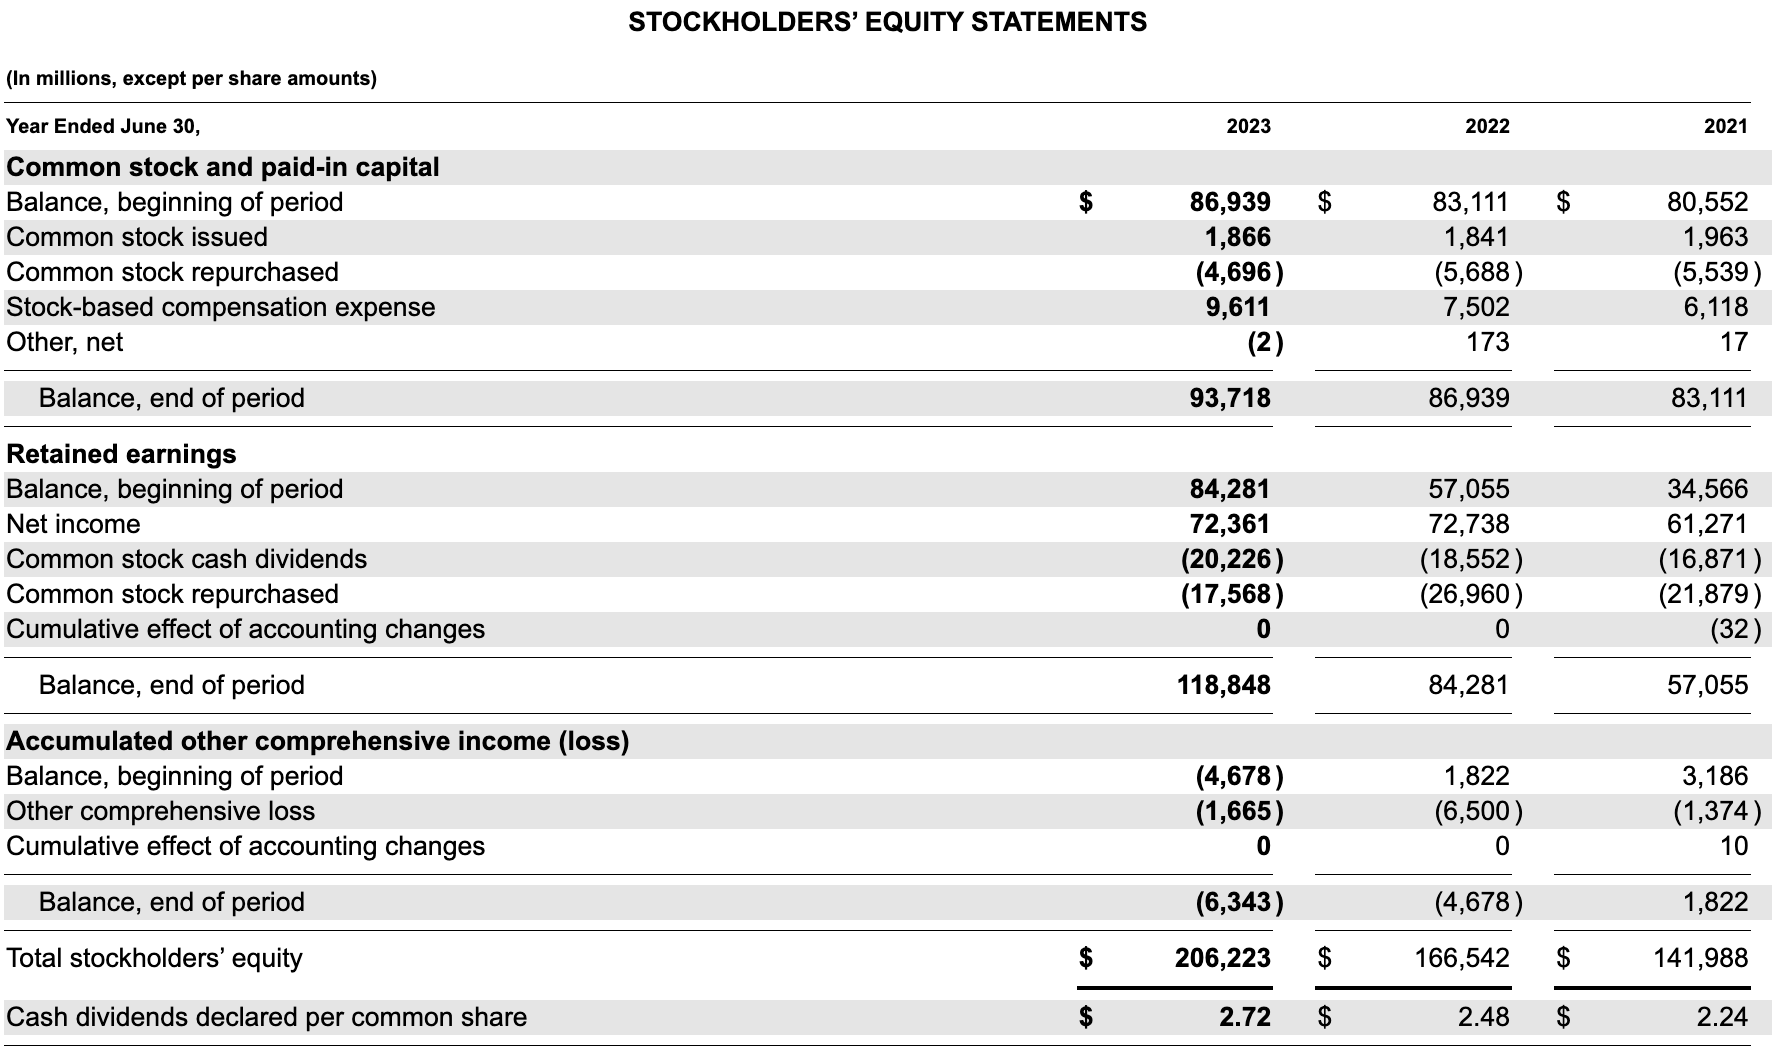 STOCKHOLDERS’ EQUITY STATEMENTS
(In millions, except per share amounts)
Year Ended June 30, 2023 2022 2021
Common stock and paid-in capital
Balance, beginning of period $ 86,939 $ 83,111 $ 80,552
Common stock issued 1,866 1,841 1,963
Common stock repurchased (4,696) (5,688) (5,539)
Stock-based compensation expense 9,611 7,502 6,118
Other, net (2) 173 17
Balance, end of period 93,718 86,939 83,111
Retained earnings
Balance, beginning of period 84,281 57,055 34,566
Net income 72,361 72,738 61,271
Common stock cash dividends (20,226) (18,552) (16,871)
Common stock repurchased (17,568) (26,960) (21,879)
Cumulative effect of accounting changes 0 0 (32)
Balance, end of period 118,848 84,281 57,055
Accumulated other comprehensive income (loss)
Balance, beginning of period (4,678) 1,822 3,186
Other comprehensive loss (1,665) (6,500) (1,374)
Cumulative effect of accounting changes 0 0 10
Balance, end of period (6,343) (4,678) 1,822
Total stockholders’ equity $ 206,223 $ 166,542 $ 141,988
Cash dividends declared per common share $ 2.72 $ 2.48 $ 2.24